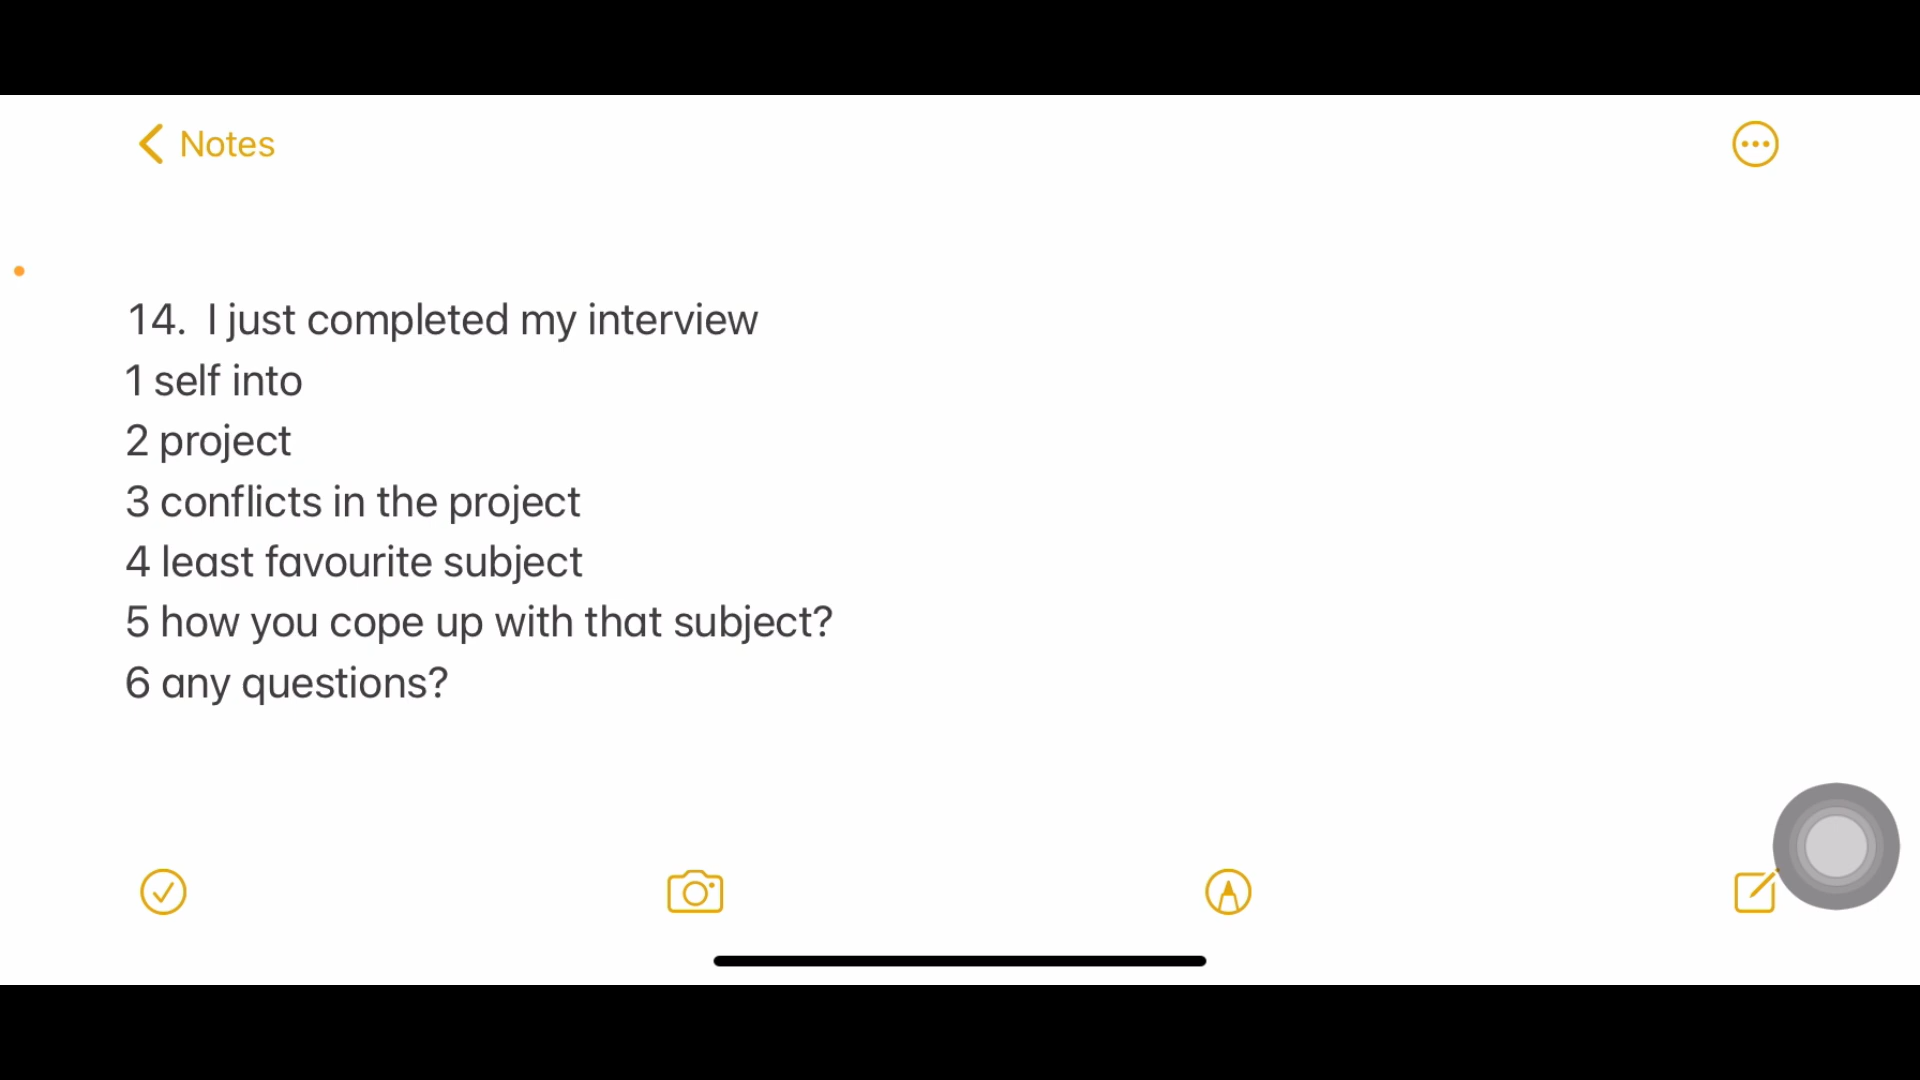 Notes
14.  I just completed my interview
1 self into
2 project
3 conflicts in the project
4 least favourite subject
5 how you cope up with that subject?
6 any questions?